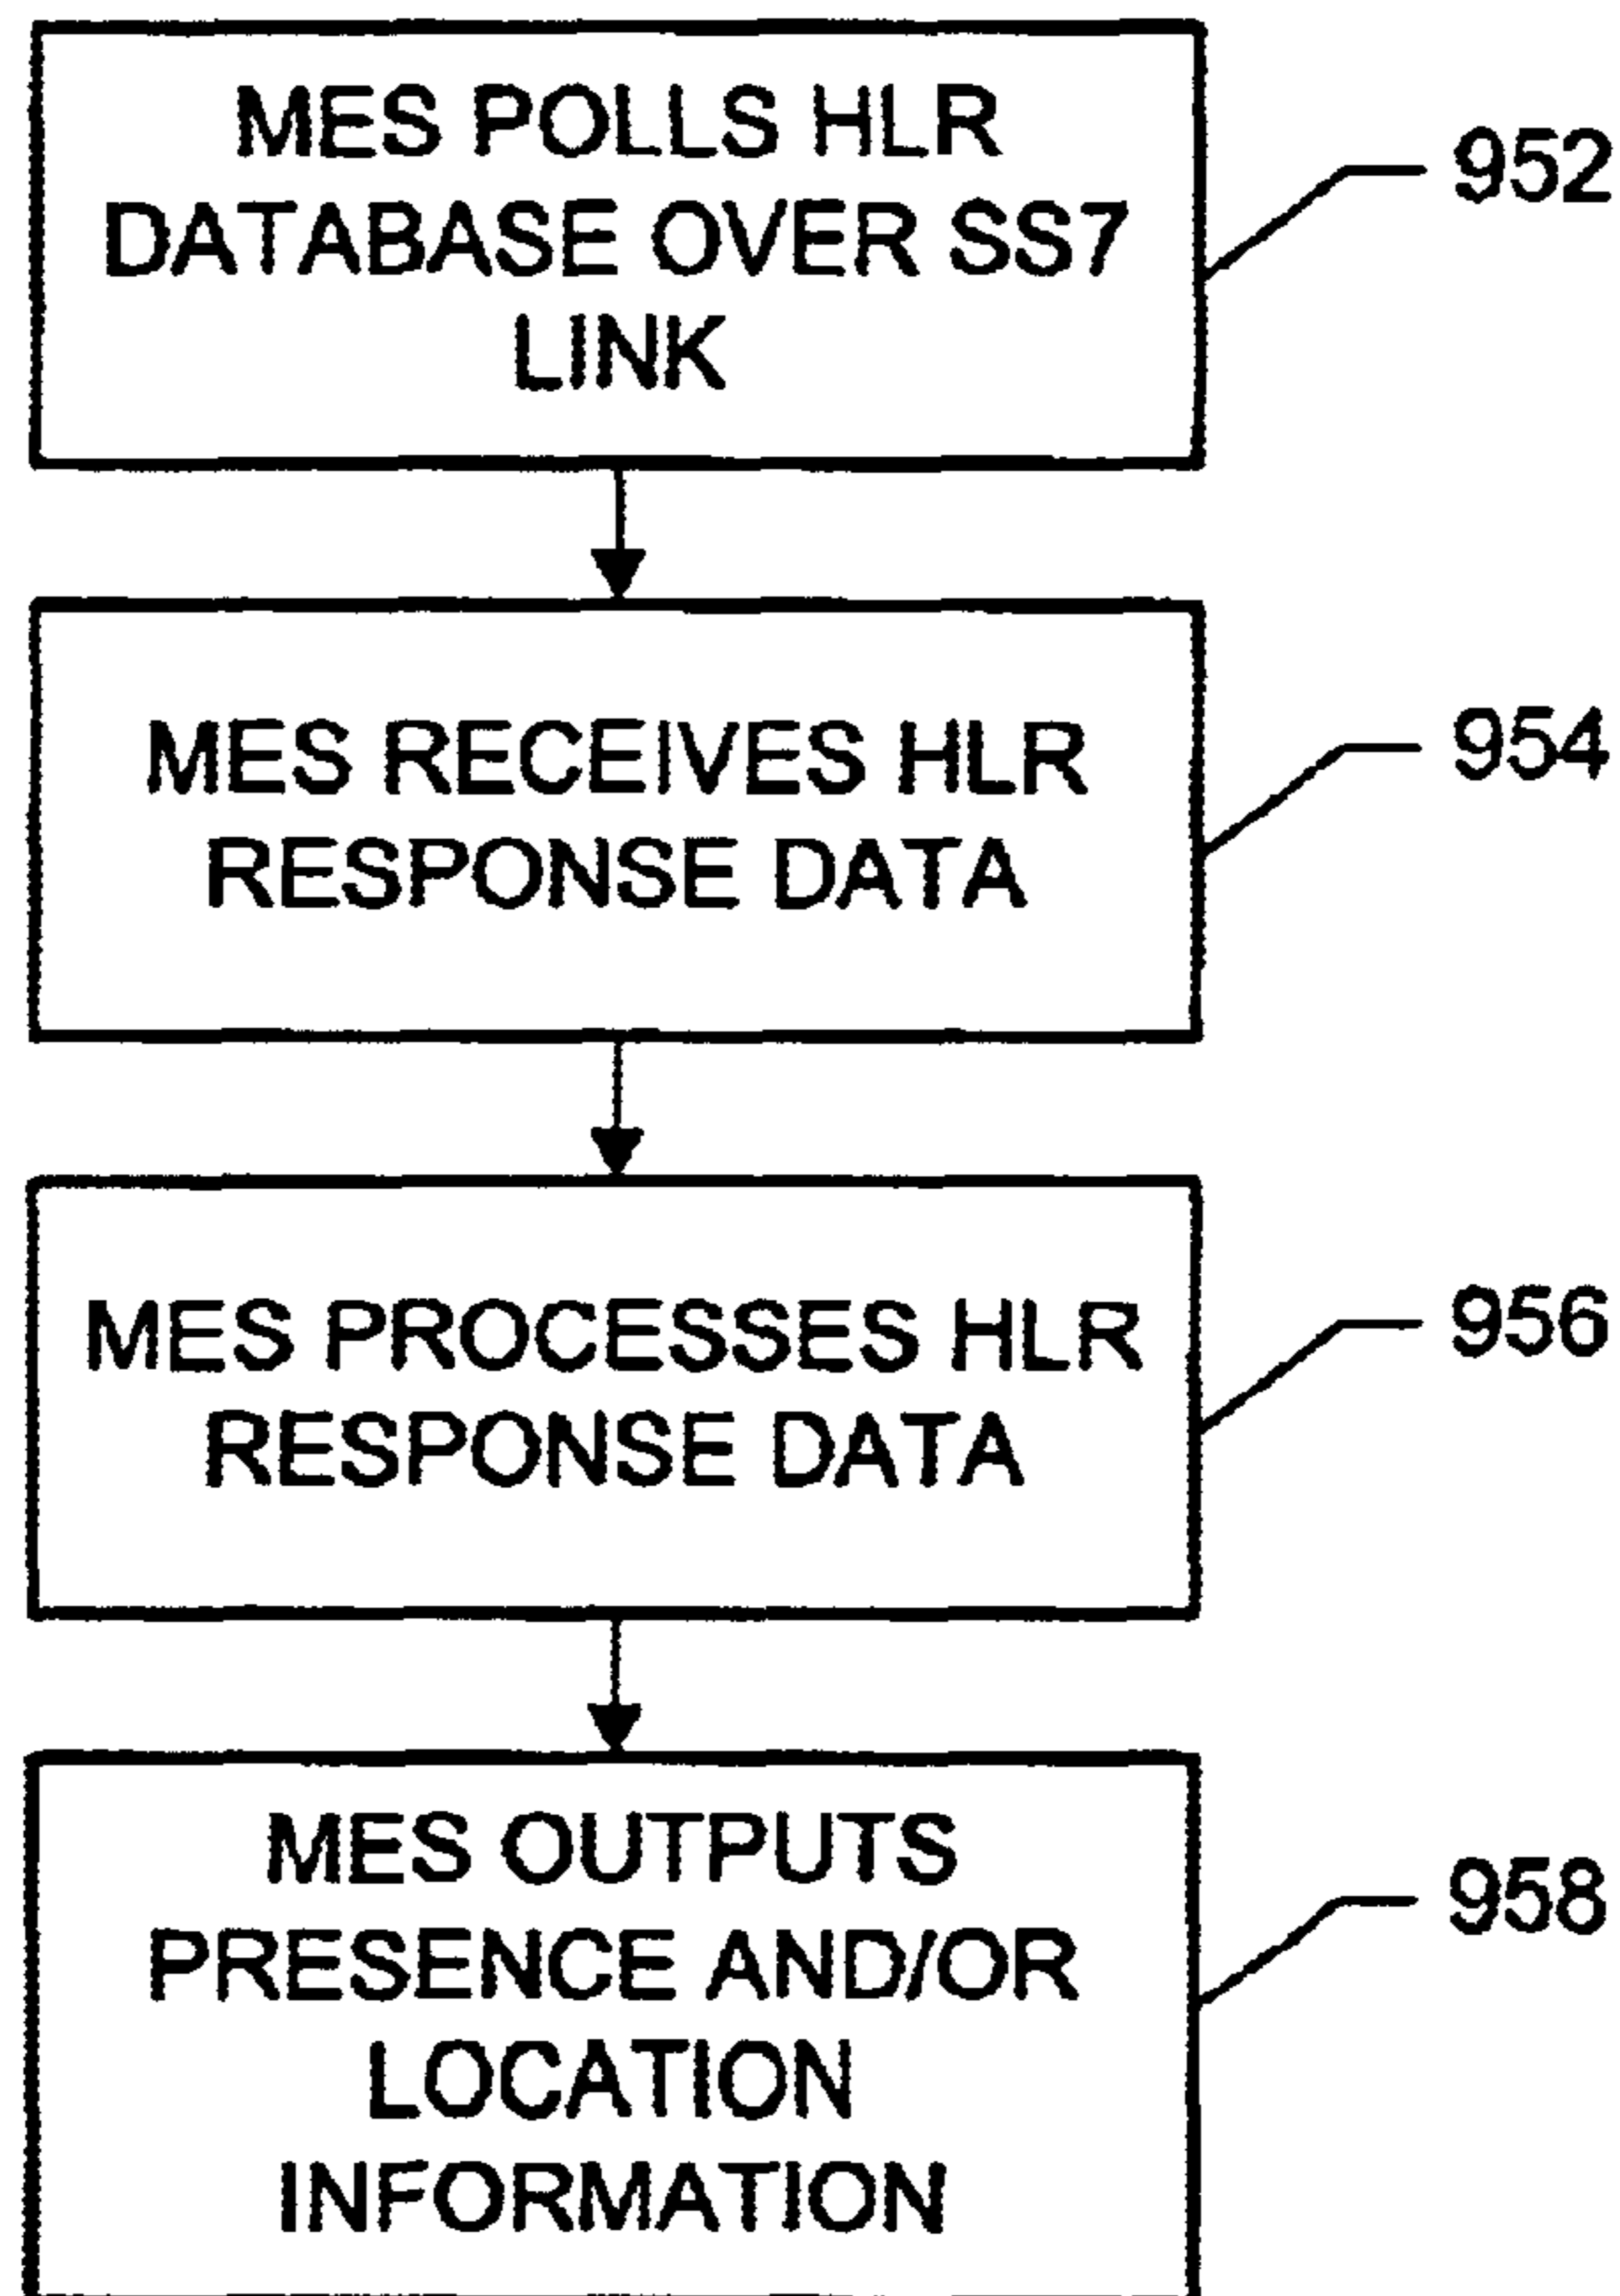 MES POLLS HLR
DATABASE OVER SS7
LINK
952
MES RECEIVES HLR
RESPONSE DATA
954
MES PROCESSES HLR
RESPONSE DATA
956
MES OUTPUTS
PRESENCE AND/OR
LOCATION
INFORMATION
958